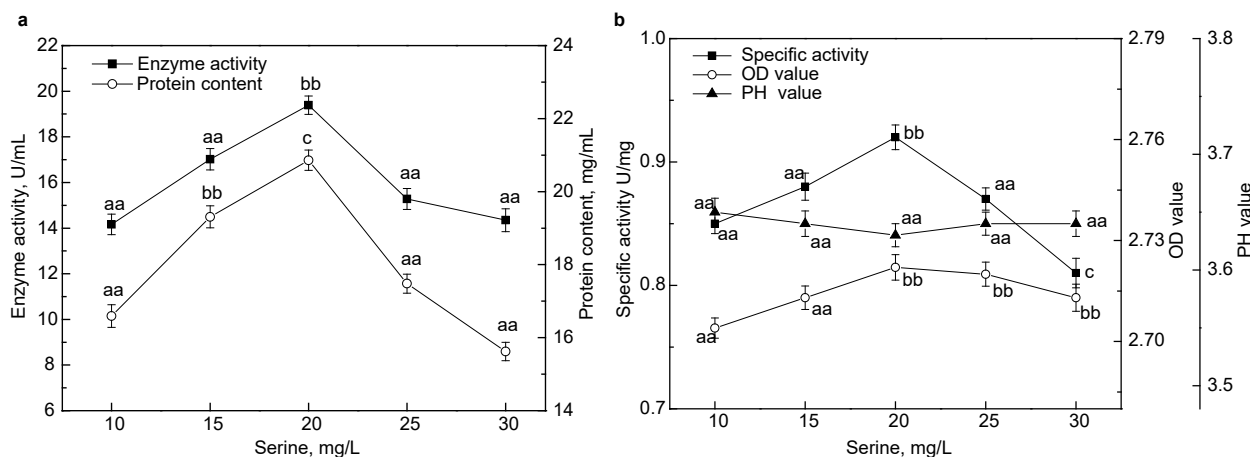 a
Enzyme activity
Protein content
22
20
18
16
14
12
10
8
6
Enzyme activity, U/mL
24
22
20
18
16
14
Protein content, mg/mL
aa
aa
bb
aa
aa
aa
bb
c
aa
aa
10
15
20
25
30
Serine, mg/L
b
Specific activity
OD value
PH value
1.0
0.9
0.8
0.7
Specific activity U/mg
2.79
2.76
2.73
2.70
OD value
3.8
3.7
3.6
3.5
PH value
aa
aa
bb
aa
c
aa
aa
aa
aa
aa
aa
aa
bb
bb
bb
10
15
20
25
30
Serine, mg/L